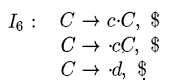 I₆ : C → c·C, $
C → ·cC, $
C → ·d, $